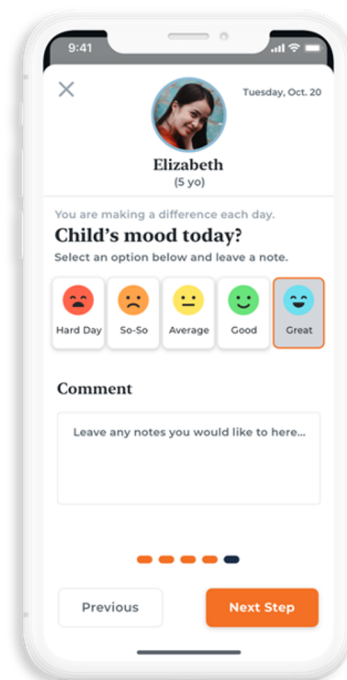 9:41
Tuesday, Oct. 20
Elizabeth
(5 yo)
You are making a difference each day.
Child's mood today?
Select an option below and leave a note.
Hard Day
So-So
Average
Good
Great
Comment
Leave any notes you would like to here...
Previous
Next Step